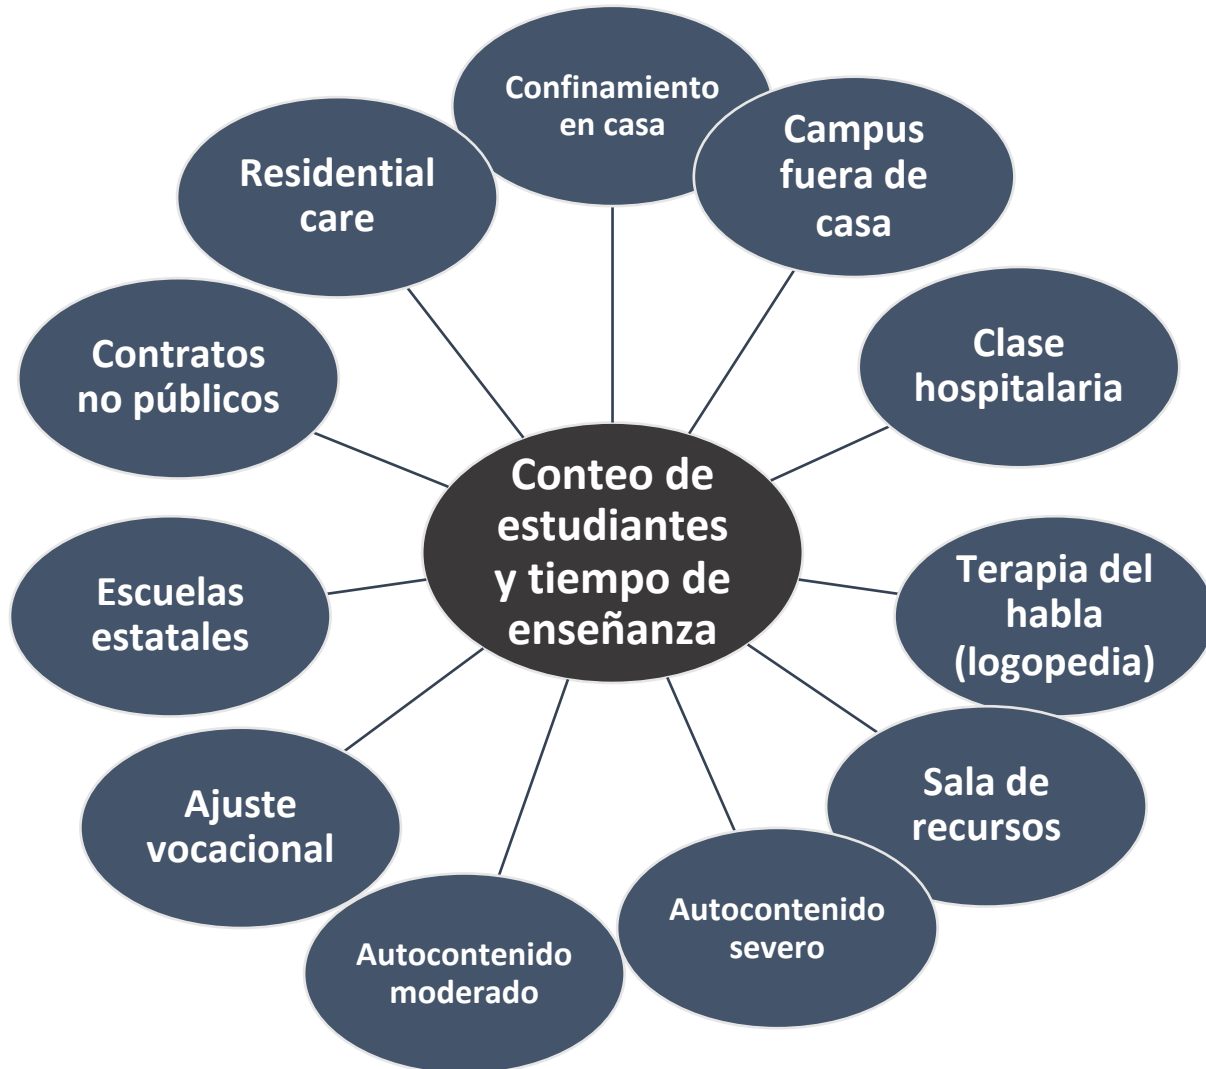 Confinamiento
en casa
Campus
fuera de
casa
Residential
care
Clase
hospitalaria
Contratos
no públicos
Conteo de
estudiantes
y tiempo de
enseñanza
Terapia del
habla
(logopedia)
Escuelas
estatales
Sala de
recursos
Ajuste
vocacional
Autocontenido
severo
Autocontenido
moderado